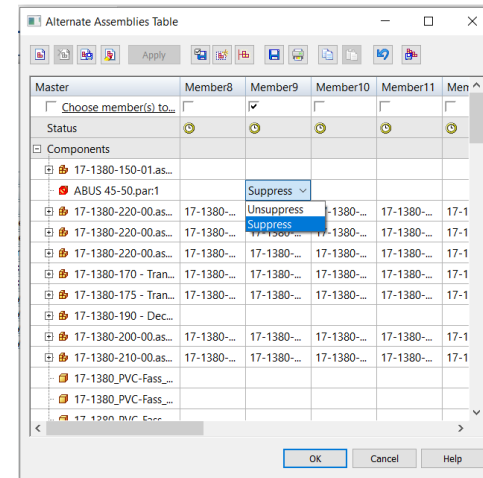 Alternate Assemblies Table
Apply
Master Member8 Member9 Member10 Member11 Mem
Choose member(s) to...
Status
Components
17-1380-150-01.as...
ABUS 45-50.par:1 Suppress
Unsuppress
Suppress
17-1380-220-00.as... 17-1380-... -1380-... 17-1380-... 17-1
17-1380-220-00.as... 17-1380-... 17-1380-... 17-1380-... 17-1380-... 17-1
17-1380-220-00.as... 17-1380-... 17-1380-... 17-1380-... 17-1380-... 17-1
17-1380-170 - Tran... 17-1380-... 17-1380-... 17-1380-... 17-1380-... 17-1
17-1380-175 - Tran... 17-1380-... 17-1380-... 17-1380-... 17-1380-... 17-1
17-1380-190 - Dec...
17-1380-200-00.as... 17-1380-... 17-1380-... 17-1380-... 17-1380-... 17-1
17-1380-210-00.as... 17-1380-... 17-1380-... 17-1380-... 17-1380-... 17-1
17-1380_PVC-Fass_...
17-1380_PVC-Fass_...
17-1380_PVC-Fass
OK Cancel Help